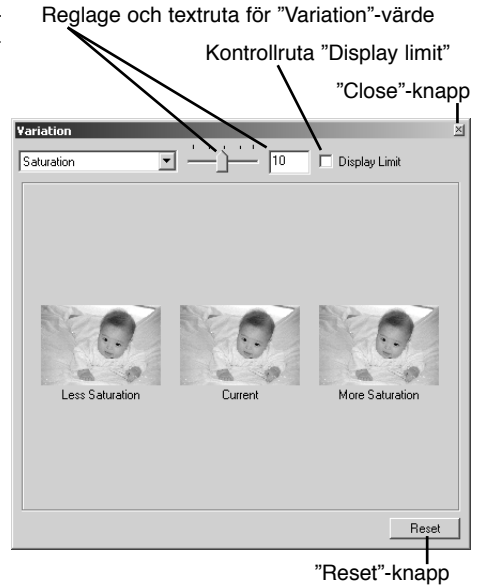 Reglage och textruta för ”Variation”-värde
Kontrollruta ”Display limit”
”Close”-knapp
Variation
Saturation 10 Display Limit
Less Saturation Current More Saturation
Reset
”Reset”-knapp